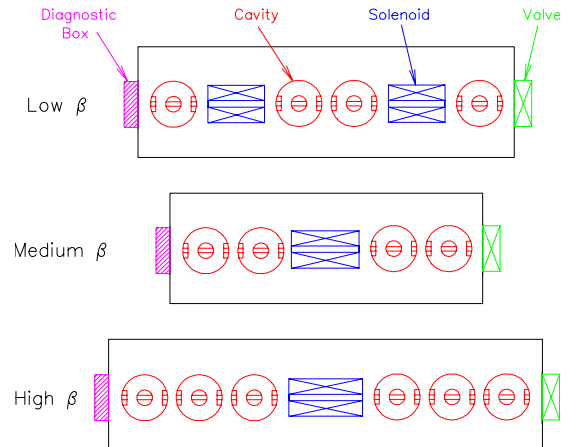 Diagnostic Box
Cavity
Solenoid
Valve
Low β
Medium β
High β